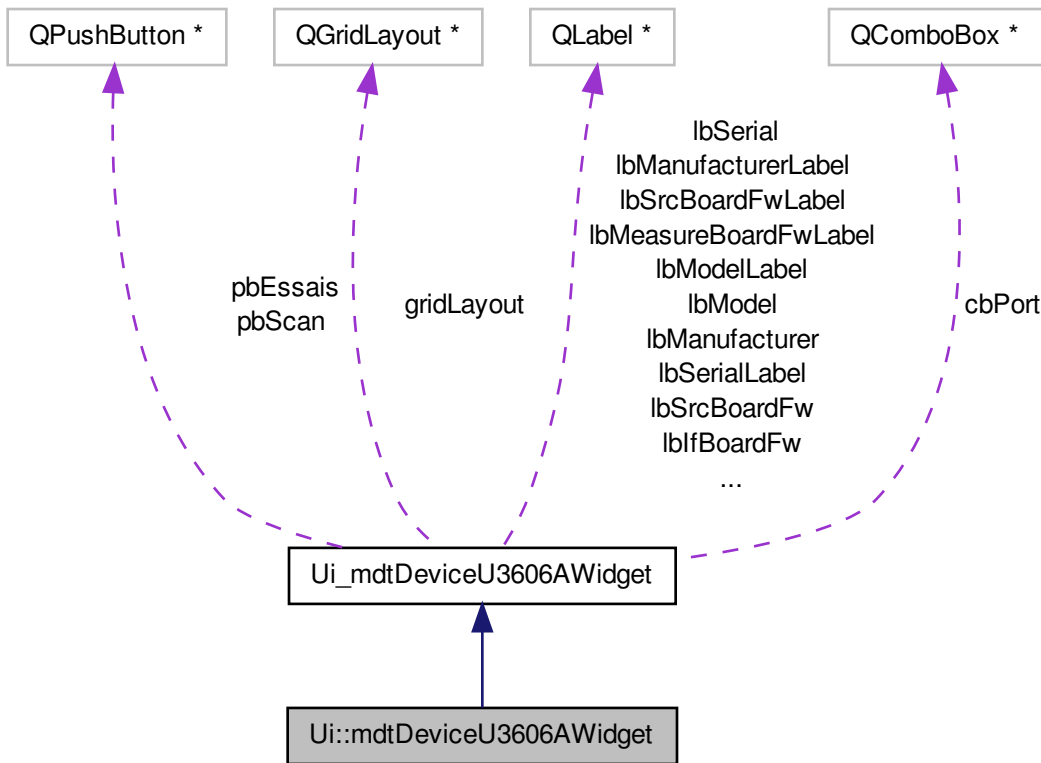 QPushButton *
QGridLayout *
QLabel *
QComboBox *
pbEssais
pbScan
gridLayout
lbSerial
lbManufacturerLabel
lbSrcBoardFwLabel
lbMeasureBoardFwLabel
lbModelLabel
lbModel
lbManufacturer
lbSerialLabel
lbSrcBoardFw
lbIfBoardFw
...
cbPort
Ui_mdtDeviceU3606AWidget
Ui::mdtDeviceU3606AWidget